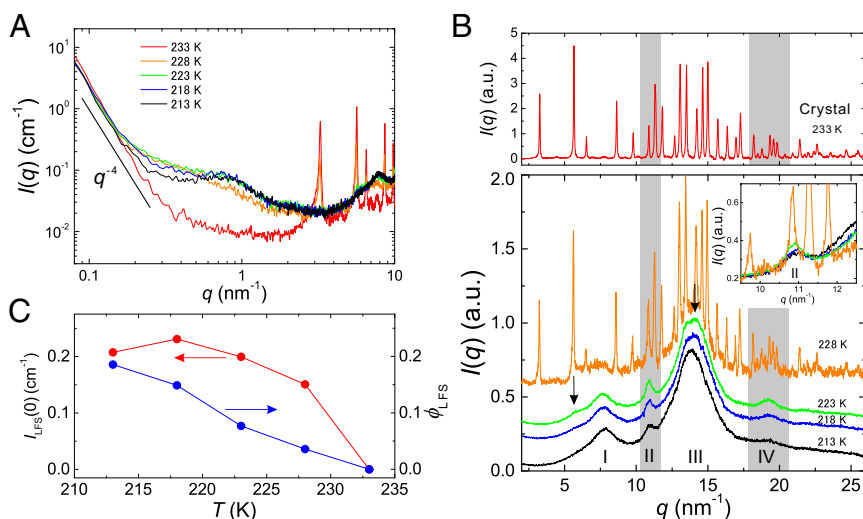 A
I(q) (cm⁻¹)
10¹
10⁰
10⁻¹
10⁻²
233 K
228 K
223 K
218 K
213 K
q⁻⁴
0.1
1
10
q (nm⁻¹)
B
I(q) (a.u.)
5
4
3
2
1
0
Crystal
233 K
I(q) (a.u.)
2.0
1.5
1.0
0.5
0.0
I(q) (a.u.)
0.6
0.4
0.2
II
10
11
12
q (nm⁻¹)
228 K
223 K
218 K
213 K
I
II
III
IV
5
10
15
20
25
q (nm⁻¹)
C
I_LFS(0) (cm⁻¹)
0.2
0.1
0.0
0.2
0.1
0.0
ϕ_LFS
210
215
220
225
230
235
T (K)